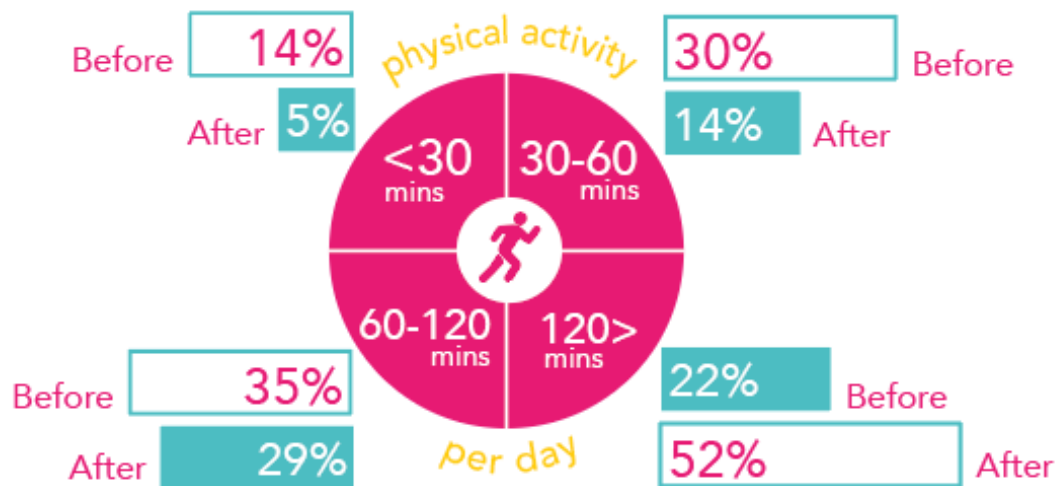 physical activity
Before 14%
After 5%
30% Before
14% After
<30
mins
30-60
mins
60-120
mins
120>
mins
Before 35%
After 29%
22% Before
52% After
per day